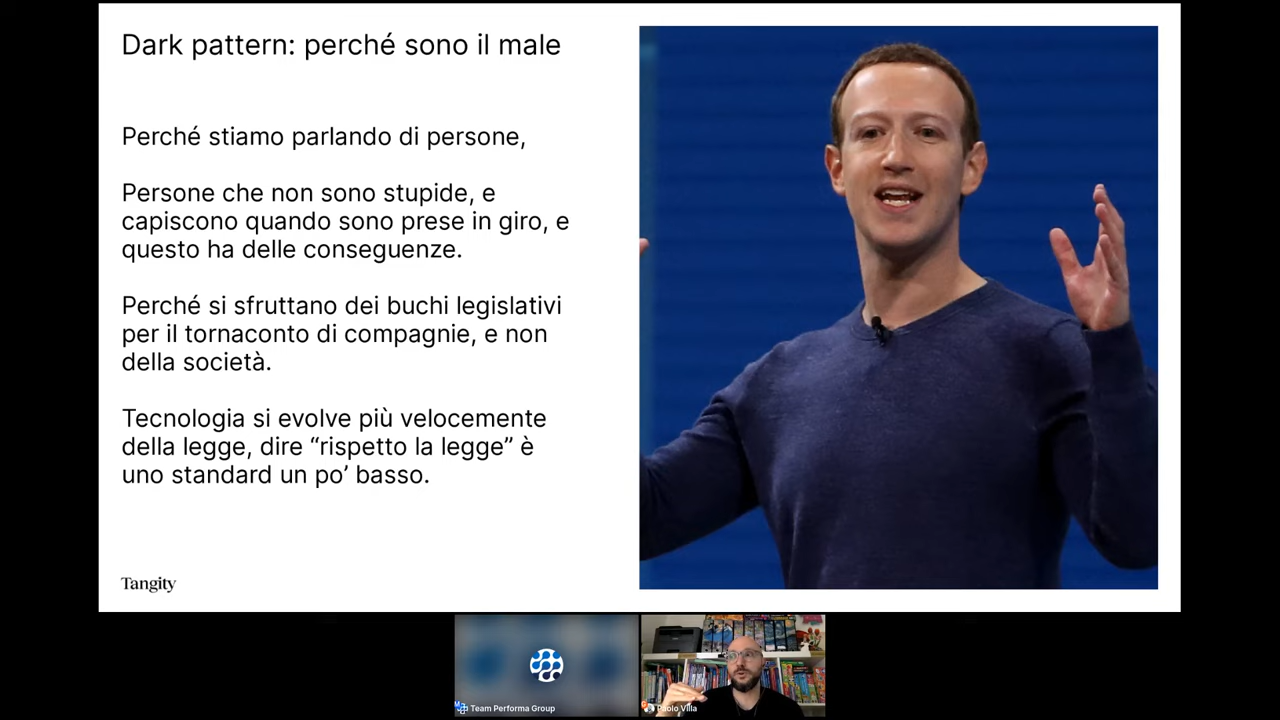 Dark pattern: perché sono il male
Perché stiamo parlando di persone,
Persone che non sono stupide, e
capiscono quando sono prese in giro, e
questo ha delle conseguenze.
Perché si sfruttano dei buchi legislativi
per il tornaconto di compagnie, e non
della società.
Tecnologia si evolve più velocemente
della legge, dire “rispetto la legge” è
uno standard un po’ basso.
Tangity
Team Performa Group
Paolo Villa